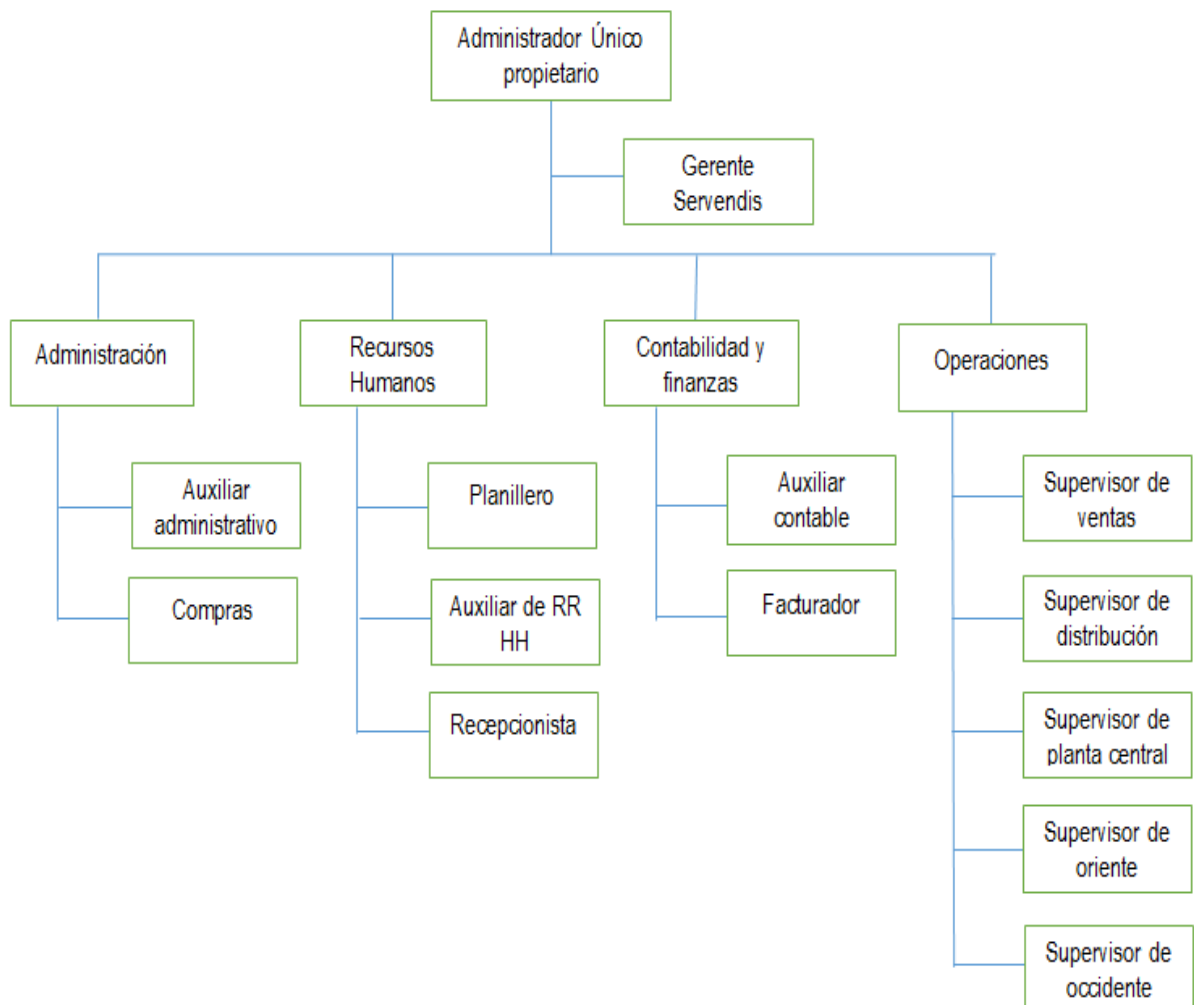 Administrador Único
propietario
Gerente
Servendis
Administración
Recursos
Humanos
Contabilidad y
finanzas
Operaciones
Auxiliar
administrativo
Compras
Planillero
Auxiliar de RR
HH
Recepcionista
Auxiliar
contable
Facturador
Supervisor de
ventas
Supervisor de
distribución
Supervisor de
planta central
Supervisor de
oriente
Supervisor de
occidente